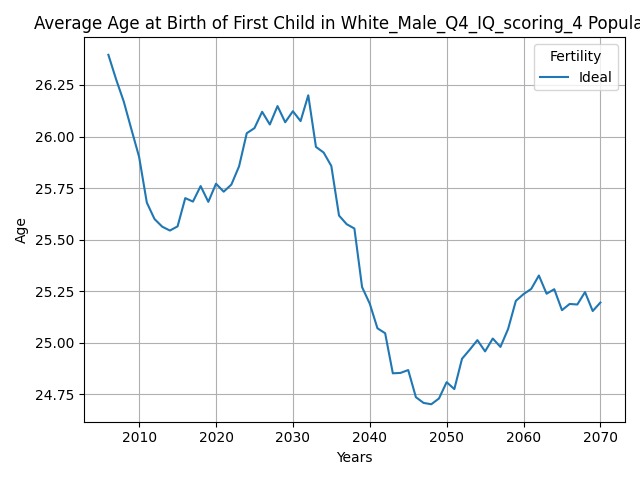 Average Age at Birth of First Child in White_Male_Q4_IQ_scoring_4 Popula
Fertility
Ideal
26.25
26.00
25.75
25.50
25.25
25.00
24.75
Age
2010 2020 2030 2040 2050 2060 2070
Years